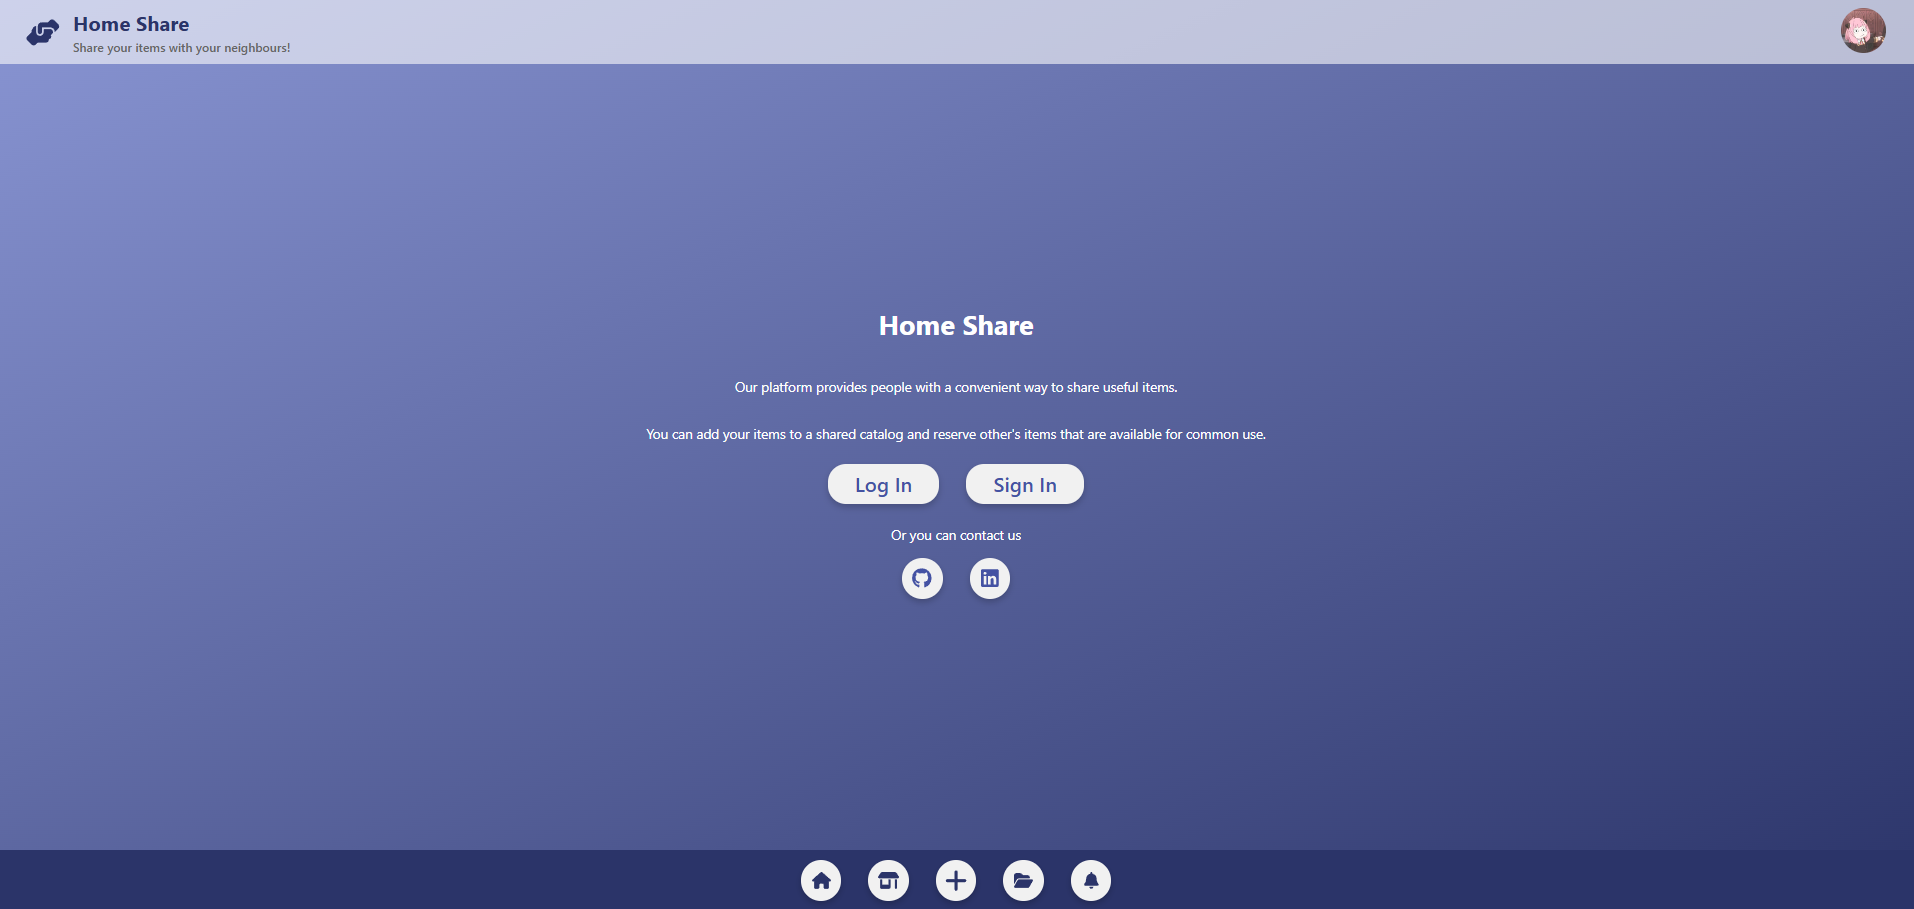 Home Share
Share your items with your neighbours!
Home Share
Our platform provides people with a convenient way to share useful items.
You can add your items to a shared catalog and reserve other's items that are available for common use.
Log In
Sign In
Or you can contact us
in